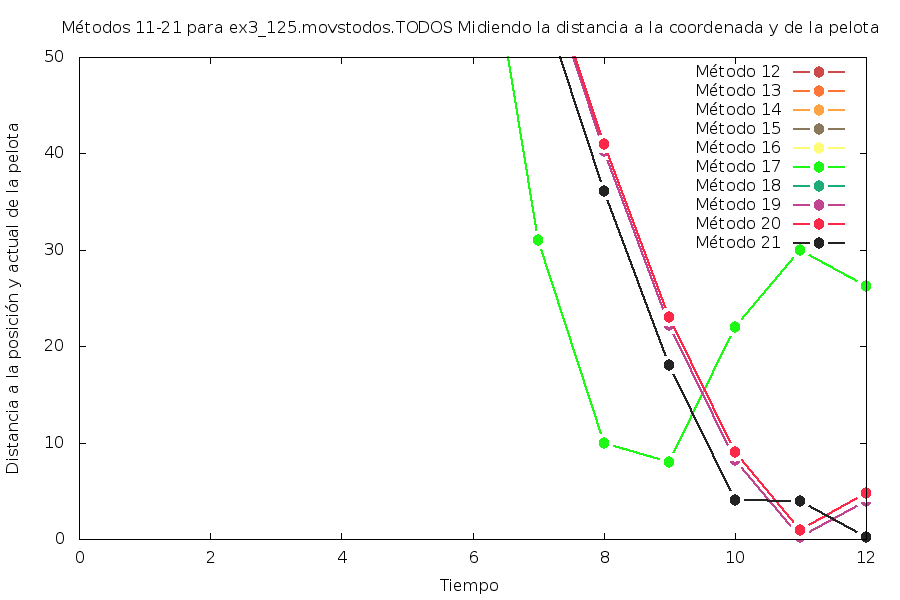 Métodos 11-21 para ex3_125.movstodos.TODOS Midiendo la distancia a la coordenada y de la pelota
Distancia a la posición y actual de la pelota
50
40
30
20
10
0
Método 12
Método 13
Método 14
Método 15
Método 16
Método 17
Método 18
Método 19
Método 20
Método 21
0 2 4 6 8 10 12
Tiempo